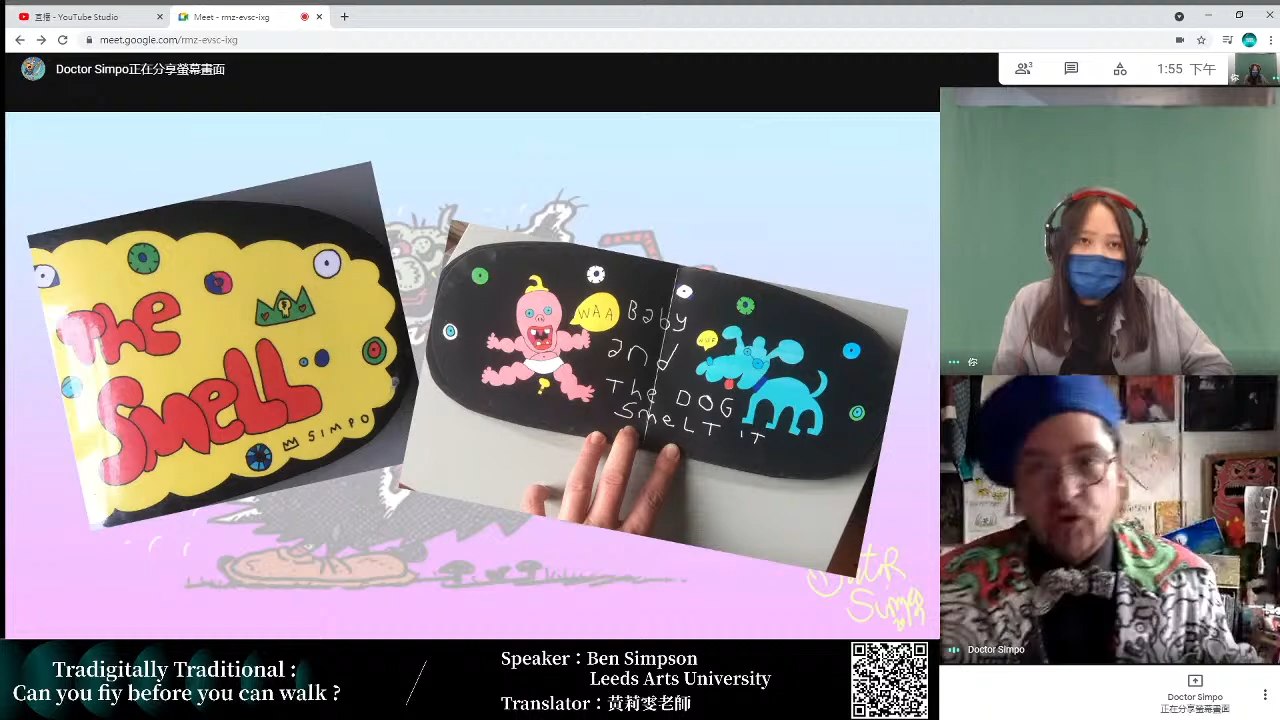 直播 - YouTube Studio
Meet - rmz-evsc-ixg
meet.google.com/rmz-evsc-ixg
Doctor Simpo正在分享螢幕畫面
3
1:55 下午
你
The
Smell
SIMPO
WAA
Baby
and
The DOG
SmeLT IT
DoctoR
Simpo
你
Doctor Simpo
Tradigitally Traditional :
Can you fiy before you can walk ?
Speaker：Ben Simpson
Leeds Arts University
Translator：黃莉雯老師
Doctor Simpo
正在分享螢幕畫面